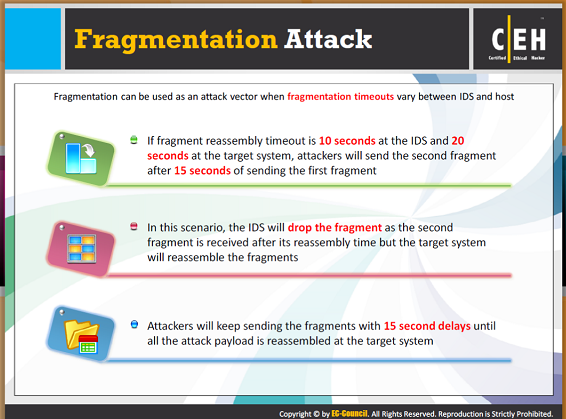 Fragmentation Attack
C|EH
Certified Ethical Hacker
Fragmentation can be used as an attack vector when fragmentation timeouts vary between IDS and host
If fragment reassembly timeout is 10 seconds at the IDS and 20
seconds at the target system, attackers will send the second fragment
after 15 seconds of sending the first fragment
In this scenario, the IDS will drop the fragment as the second
fragment is received after its reassembly time but the target system
will reassemble the fragments
Attackers will keep sending the fragments with 15 second delays until
all the attack payload is reassembled at the target system
Copyright © by EC-Council. All Rights Reserved. Reproduction is Strictly Prohibited.